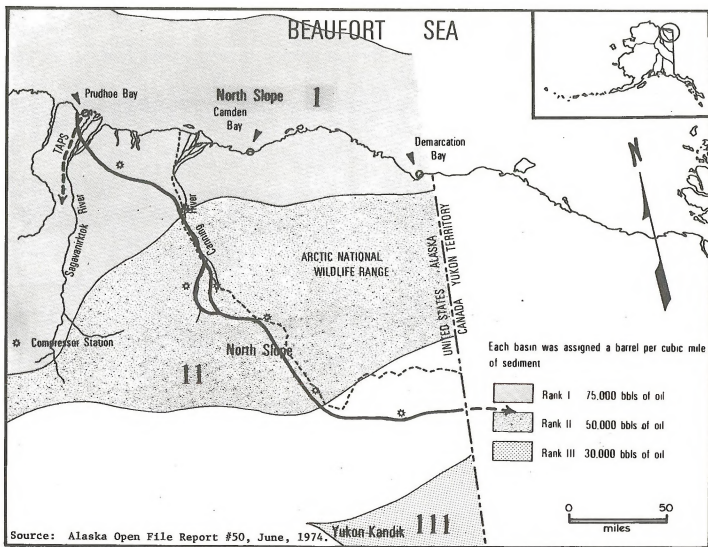 BEAUFORT SEA
Prudhoe Bay
North Slope 1
Camden
Bay
Demarcation
Bay
TAPS
N
Sagavanirktok River
Canning River
ARCTIC NATIONAL
WILDLIFE RANGE
UNITED STATES ALASKA
CANADA YUKON TERRITORY
Compressor Station
North Slope
11
Each basin was assigned a barrel per cubic mile
of sediment
Rank I 75.000 bbls of oil
Rank II 50.000 bbls of oil
Rank III 30.000 bbls of oil
0 50
miles
Yukon-Kandik 111
Source: Alaska Open File Report #50, June, 1974.